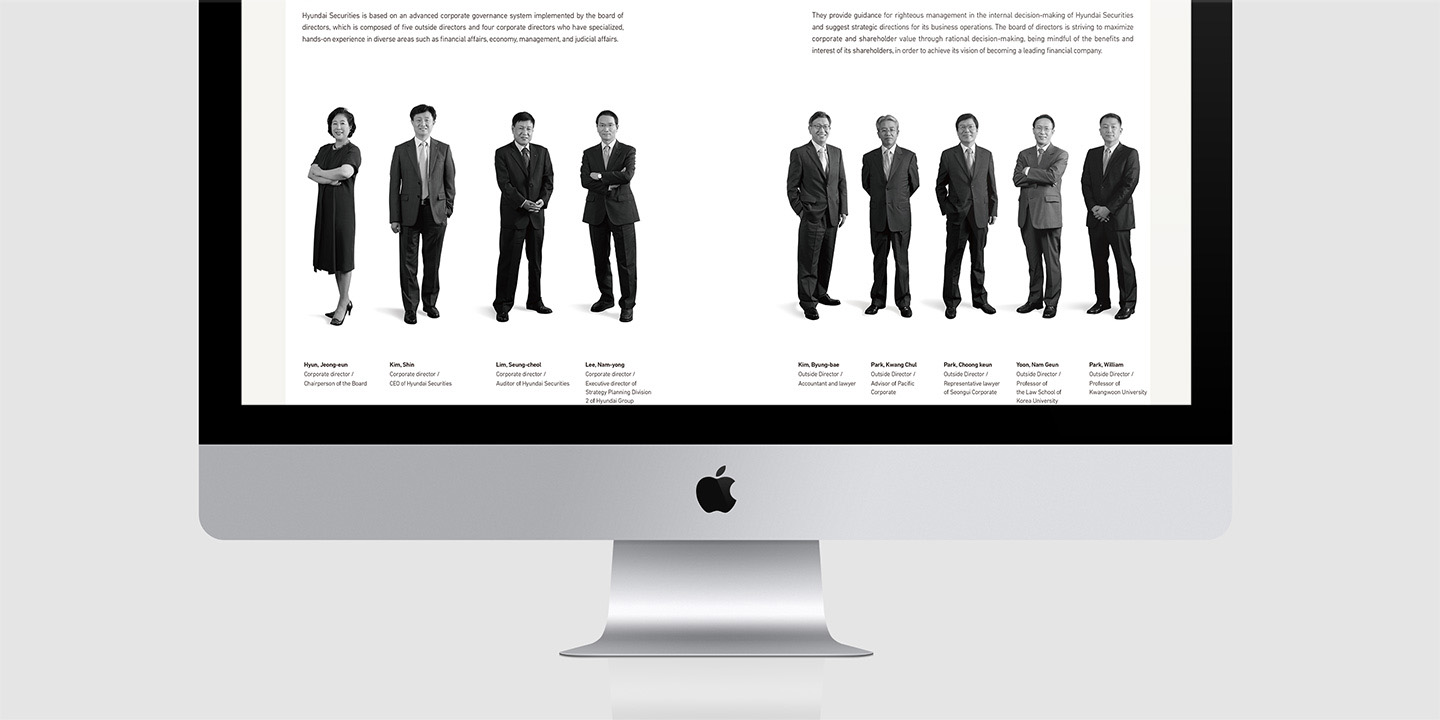 Hyundai Securities is based on an advanced corporate governance system implemented by the board of
directors, which is composed of five outside directors and four corporate directors who have specialized,
hands-on experience in diverse areas such as financial affairs, economy, management, and judicial affairs.
They provide guidance for righteous management in the internal decision-making of Hyundai Securities
and suggest strategic directions for its business operations. The board of directors is striving to maximize
corporate and shareholder value through rational decision-making, being mindful of the benefits and
interest of its shareholders, in order to achieve its vision of becoming a leading financial company.
Hyun, Jeong-eun
Corporate director /
Chairperson of the Board
Kim, Shin
Corporate director /
CEO of Hyundai Securities
Lim, Seung-cheol
Corporate director /
Auditor of Hyundai Securities
Lee, Nam-yong
Corporate director /
Executive director of
Strategy Planning Division
2 of Hyundai Group
Kim, Byung-bae
Outside Director /
Accountant and lawyer
Park, Kwang Chul
Outside Director /
Advisor of Pacific
Corporate
Park, Choong keun
Outside Director /
Representative lawyer
of Seongui Corporate
Yoon, Nam Geun
Outside Director /
Professor of
the Law School of
Korea University
Park, William
Outside Director /
Professor of
Kwangwoon University